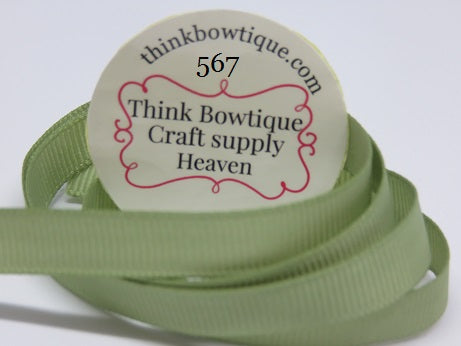 thinkbowtique.com
567
Think Bowtique
Craft supply
Heaven